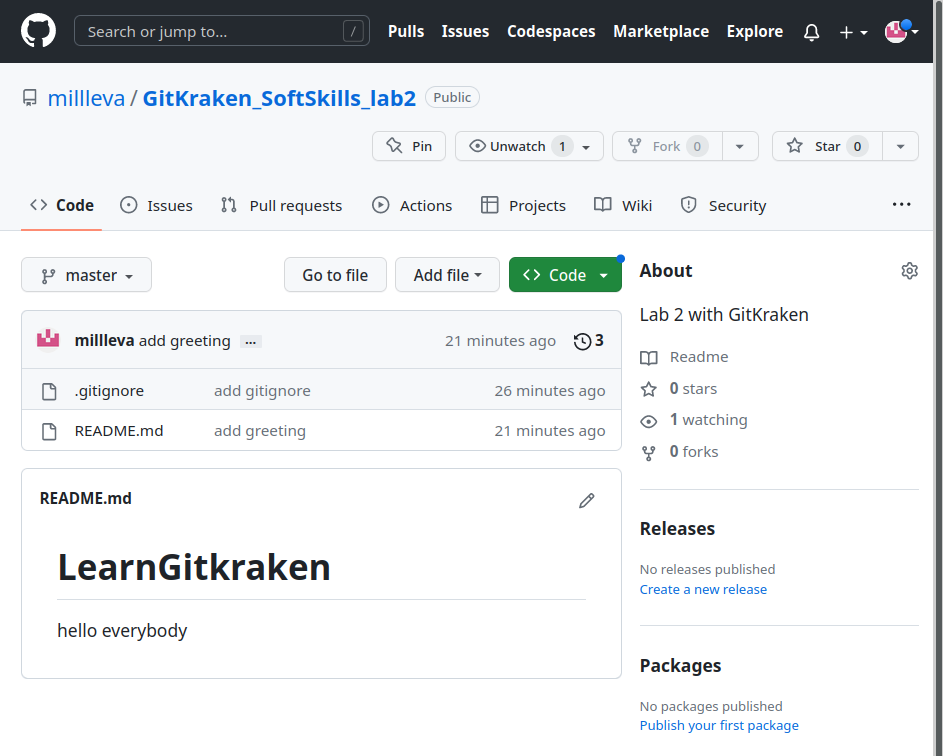 Search or jump to... /
Pulls Issues Codespaces Marketplace Explore
millleva / GitKraken_SoftSkills_lab2 Public
Pin Unwatch 1 Fork 0 Star 0
Code Issues Pull requests Actions Projects Wiki Security ...
master Go to file Add file Code
millleva add greeting ... 21 minutes ago 3
.gitignore add gitignore 26 minutes ago
README.md add greeting 21 minutes ago
README.md
LearnGitkraken
hello everybody
About
Lab 2 with GitKraken
Readme
0 stars
1 watching
0 forks
Releases
No releases published
Create a new release
Packages
No packages published
Publish your first package